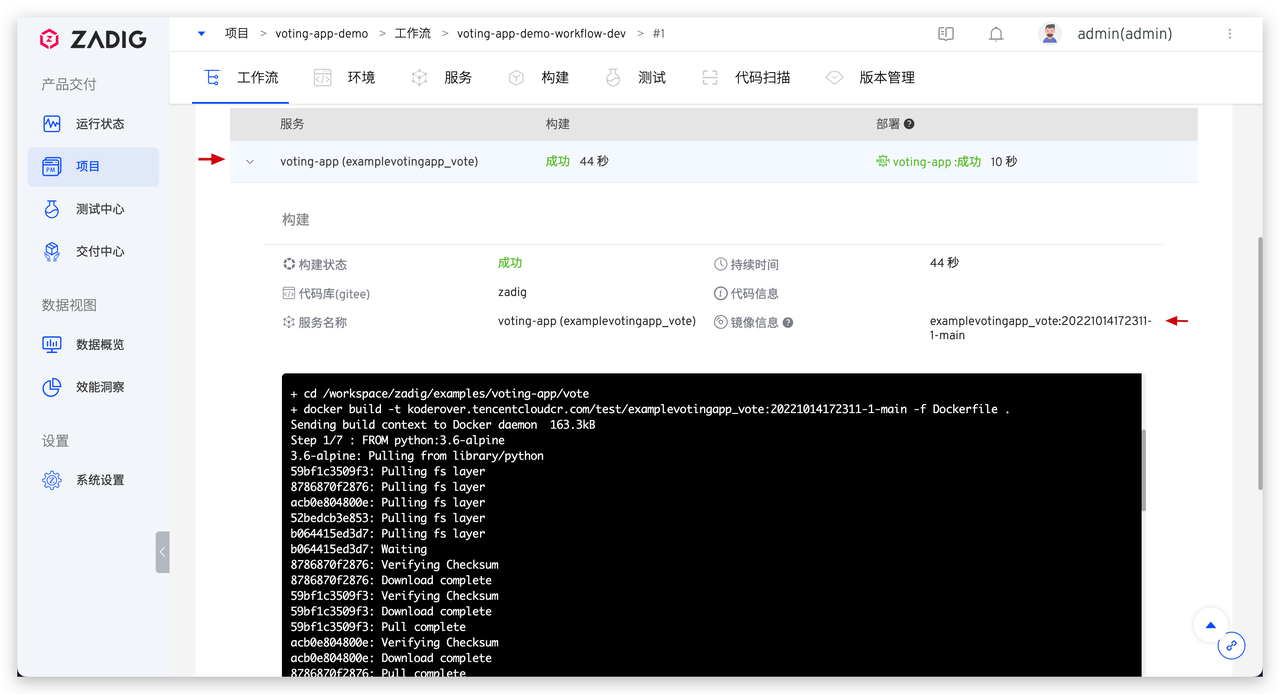 ZADIG
项目 > voting-app-demo > 工作流 > voting-app-demo-workflow-dev > #1
admin(admin)
工作流 环境 服务 构建 测试 代码扫描 版本管理
产品交付
运行状态
项目
PM
测试中心
交付中心
数据视图
数据概览
效能洞察
设置
系统设置
服务 构建 部署
voting-app (examplevotingapp_vote) 成功 44 秒 voting-app :成功 10 秒
构建
构建状态 成功 持续时间 44 秒
代码库(gitee) zadig 代码信息
服务名称 voting-app (examplevotingapp_vote) 镜像信息 examplevotingapp_vote:20221014172311-
1-main
+ cd /workspace/zadig/examples/voting-app/vote
+ docker build -t koderover.tencentcloudcr.com/test/examplevotingapp_vote:20221014172311-1-main -f Dockerfile .
Sending build context to Docker daemon 163.3kB
Step 1/7 : FROM python:3.6-alpine
3.6-alpine: Pulling from library/python
59bf1c3509f3: Pulling fs layer
8786870f2876: Pulling fs layer
acb0e804800e: Pulling fs layer
52bedcb3e853: Pulling fs layer
b064415ed3d7: Pulling fs layer
b064415ed3d7: Waiting
8786870f2876: Verifying Checksum
8786870f2876: Download complete
59bf1c3509f3: Verifying Checksum
59bf1c3509f3: Download complete
59bf1c3509f3: Pull complete
acb0e804800e: Verifying Checksum
acb0e804800e: Download complete
8786870f2876: Pull complete